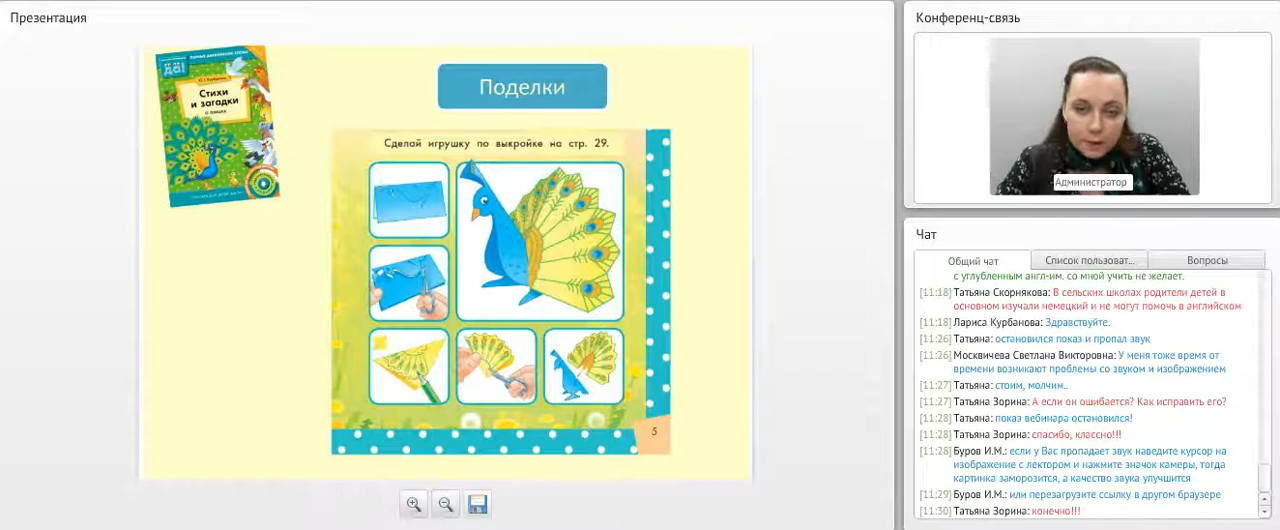 Презентация
Стихи
и загадки
Поделки
Сделай игрушку по выкройке на стр. 29.
5
Конференц-связь
Администратор
Чат
Общий чат
Список пользоват...
Вопросы
с углубленным англ-им. со мной учить не желает.
[11:18] Татьяна Скорнякова: В сельских школах родители детей в
основном изучали немецкий и не могут помочь в английском
[11:18] Лариса Курбанова: Здравствуйте.
[11:26] Татьяна: остановился показ и пропал звук
[11:26] Москвичева Светлана Викторовна: У меня тоже время от
времени возникают проблемы со звуком и изображением
[11:27] Татьяна: стоим, молчим..
[11:27] Татьяна Зорина: А если он ошибается? Как исправить его?
[11:28] Татьяна: показ вебинара остановился!
[11:28] Татьяна Зорина: спасибо, классно!!!
[11:28] Буров И.М.: если у Вас пропадает звук наведите курсор на
изображение с лектором и нажмите значок камеры, тогда
картинка заморозится, а качество звука улучшится
[11:29] Буров И.М.: или перезагрузите ссылку в другом браузере
[11:30] Татьяна Зорина: конечно!!!